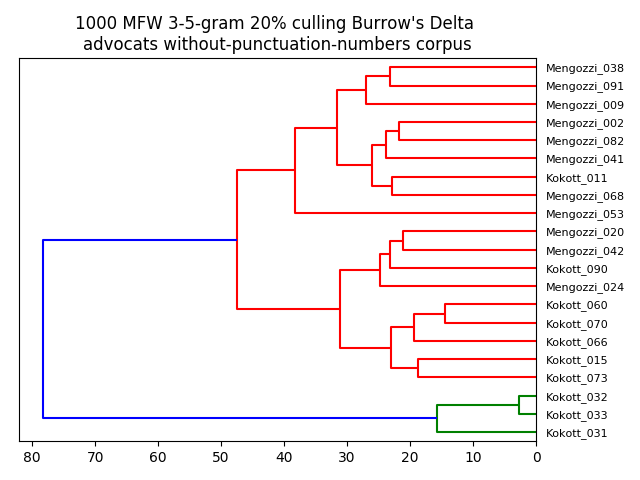 1000 MFW 3-5-gram 20% culling Burrow's Delta
advocats without-punctuation-numbers corpus
Mengozzi_038
Mengozzi_091
Mengozzi_009
Mengozzi_002
Mengozzi_082
Mengozzi_041
Kokott_011
Mengozzi_068
Mengozzi_053
Mengozzi_020
Mengozzi_042
Kokott_090
Mengozzi_024
Kokott_060
Kokott_070
Kokott_066
Kokott_015
Kokott_073
Kokott_032
Kokott_033
Kokott_031
80 70 60 50 40 30 20 10 0